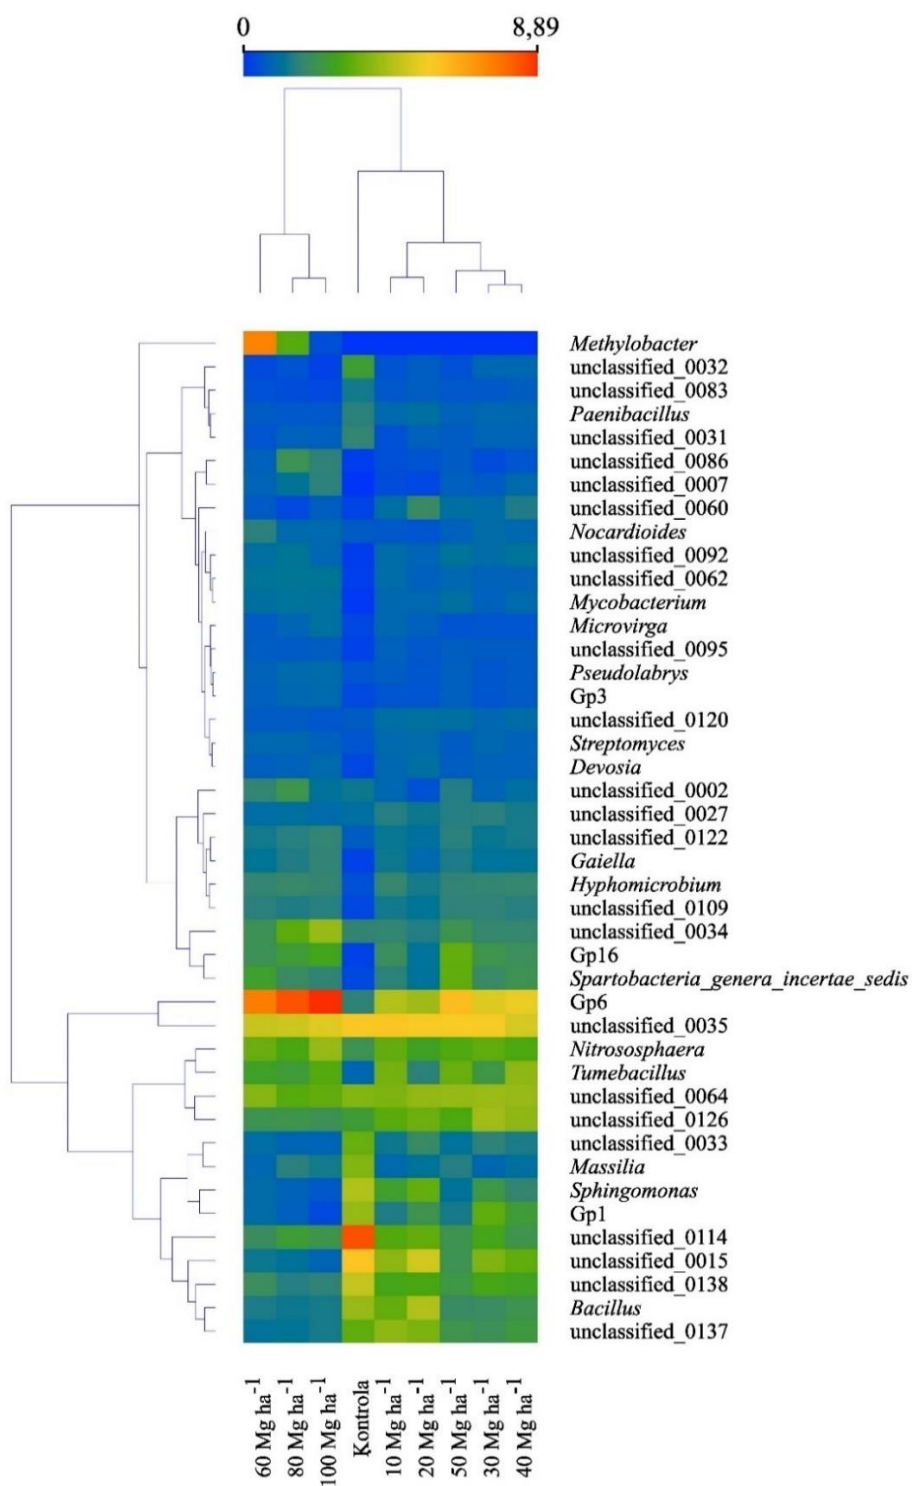 0 8,89
Methylobacter
unclassified_0032
unclassified_0083
Paenibacillus
unclassified_0031
unclassified_0086
unclassified_0007
unclassified_0060
Nocardioides
unclassified_0092
unclassified_0062
Mycobacterium
Microvirga
unclassified_0095
Pseudolabrys
Gp3
unclassified_0120
Streptomyces
Devosia
unclassified_0002
unclassified_0027
unclassified_0122
Gaiella
Hyphomicrobium
unclassified_0109
unclassified_0034
Gp16
Spartobacteria_genera_incertae_sedis
Gp6
unclassified_0035
Nitrososphaera
Tumebacillus
unclassified_0064
unclassified_0126
unclassified_0033
Massilia
Sphingomonas
Gp1
unclassified_0114
unclassified_0015
unclassified_0138
Bacillus
unclassified_0137
60 Mg ha⁻¹
80 Mg ha⁻¹
100 Mg ha⁻¹
Kontrola
10 Mg ha⁻¹
20 Mg ha⁻¹
50 Mg ha⁻¹
30 Mg ha⁻¹
40 Mg ha⁻¹